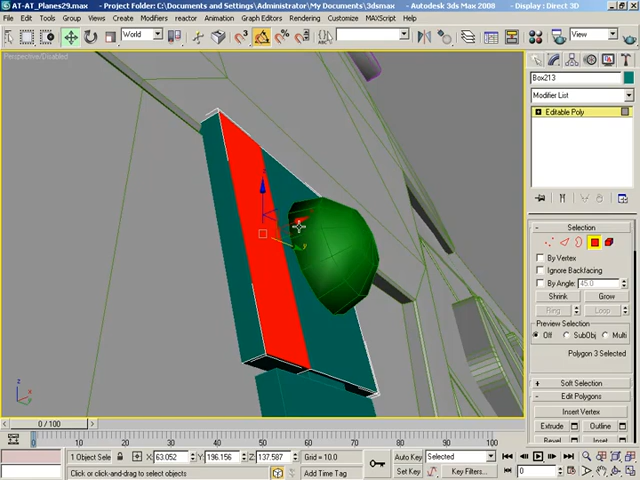 AT-AT_Planes29.max - Project Folder: C:\Documents and Settings\Administrator\My Documents\3dsmax - Autodesk 3ds Max 2008 - Display : Direct 3D
File Edit Tools Group Views Create Modifiers reactor Animation Graph Editors Rendering Customize MAXScript Help
World
View
Perspective
Box213
Modifier List
Editable Poly
Selection
By Vertex
Ignore Backfacing
By Angle: 45.0
Shrink Grow
Ring Loop
Preview Selection
Off SubObj Multi
Polygon 3 Selected
Soft Selection
Edit Polygons
Insert Vertex
Extrude Outline
Bevel Inset
z
y
z
x
0 / 100
0 10 20 30 40 50 60 70 80 90 100
1 Object Sele X: 63.052 Y: 196.156 Z: 137.587 Grid = 10.0
Auto Key Selected
Click or click-and-drag to select objects Add Time Tag
Set Key Key Filters... 0